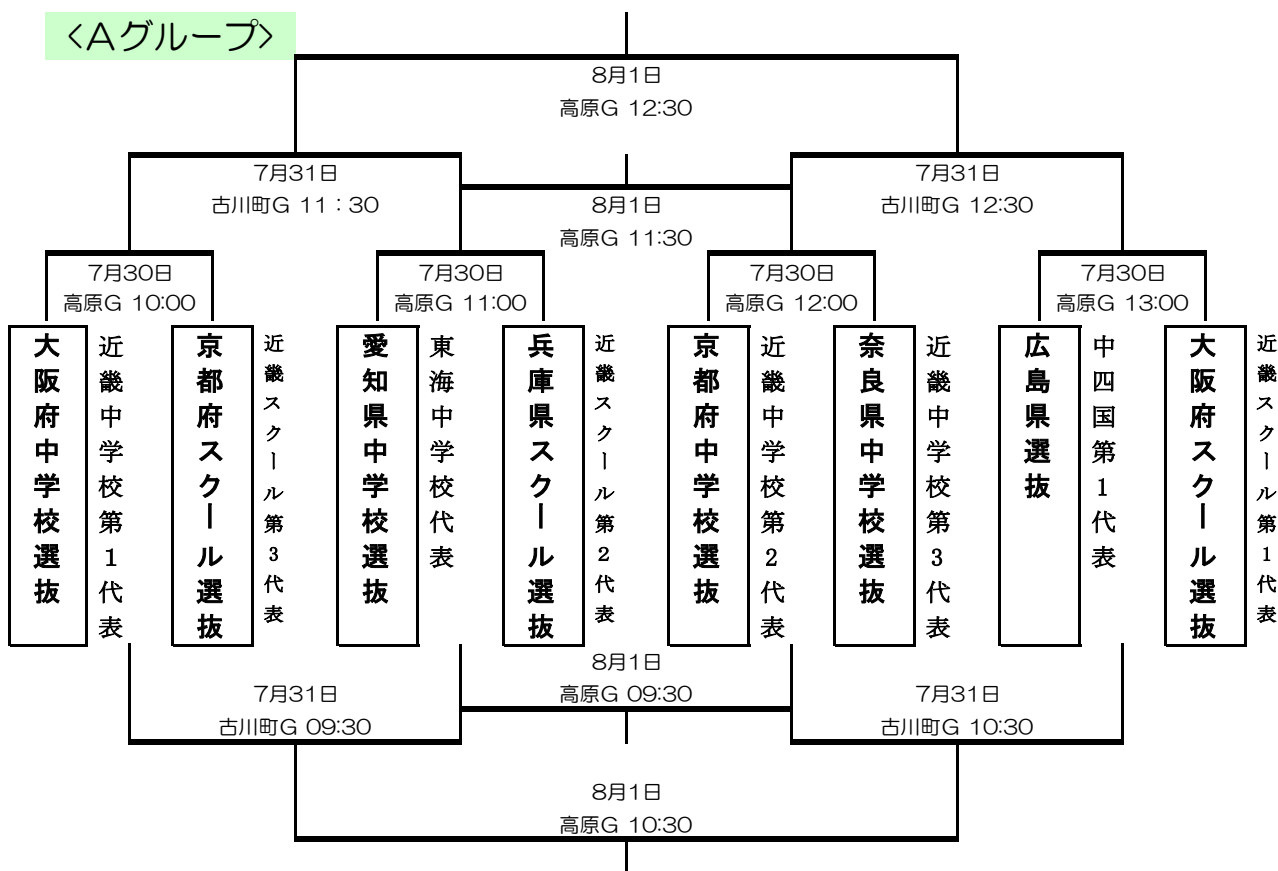 <Aグループ>
8月1日
高原G 12:30
7月31日
古川町G 11：30
7月31日
古川町G 12:30
8月1日
高原G 11:30
7月30日
高原G 10:00
7月30日
高原G 11:00
7月30日
高原G 12:00
7月30日
高原G 13:00
大阪府中学校選抜
近畿中学校第1代表
京都府スクール選抜
近畿スクール第3代表
愛知県中学校選抜
東海中学校代表
兵庫県スクール選抜
近畿スクール第2代表
京都府中学校選抜
近畿中学校第2代表
奈良県中学校選抜
近畿中学校第3代表
広島県選抜
中四国第1代表
大阪府スクール選抜
近畿スクール第1代表
8月1日
高原G 09:30
7月31日
古川町G 09:30
7月31日
古川町G 10:30
8月1日
高原G 10:30